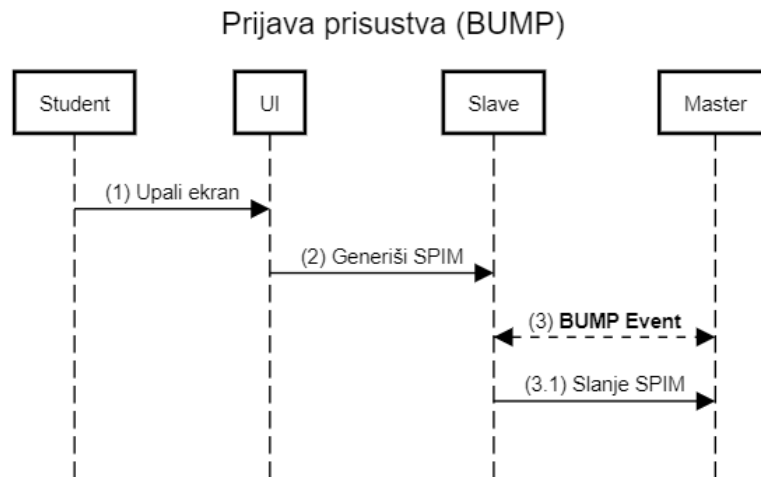 Prijava prisustva (BUMP)
Student
UI
Slave
Master
(1) Upali ekran
(2) Generiši SPIM
(3) BUMP Event
(3.1) Slanje SPIM